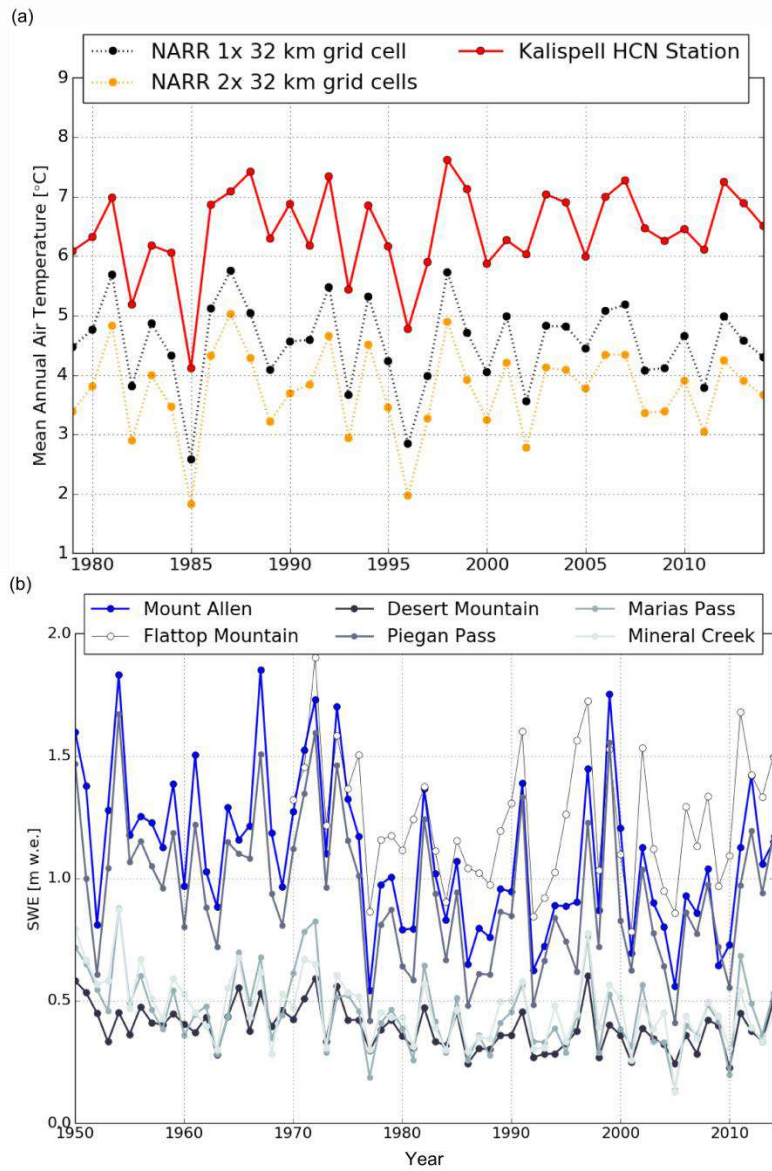 (a)
NARR 1x 32 km grid cell Kalispell HCN Station
NARR 2x 32 km grid cells
Mean Annual Air Temperature [°C]
9
8
7
6
5
4
3
2
1
1980 1985 1990 1995 2000 2005 2010
(b)
Mount Allen Desert Mountain Marias Pass
Flattop Mountain Piegan Pass Mineral Creek
SWE [m w.e.]
2.0
1.5
1.0
0.5
0.0
1950 1960 1970 1980 1990 2000 2010
Year